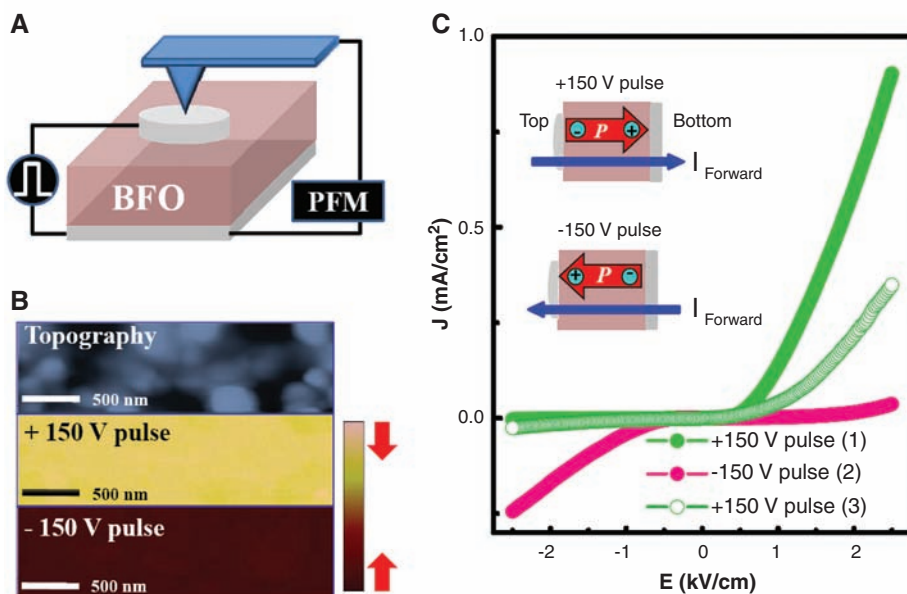 A
BFO
PFM
B
Topography
500 nm
+ 150 V pulse
500 nm
- 150 V pulse
500 nm
C
1.0
0.5
0.0
J (mA/cm²)
+150 V pulse
Top
- P +
Bottom
I Forward
-150 V pulse
+ P -
I Forward
+150 V pulse (1)
-150 V pulse (2)
+150 V pulse (3)
-2 -1 0 1 2
E (kV/cm)